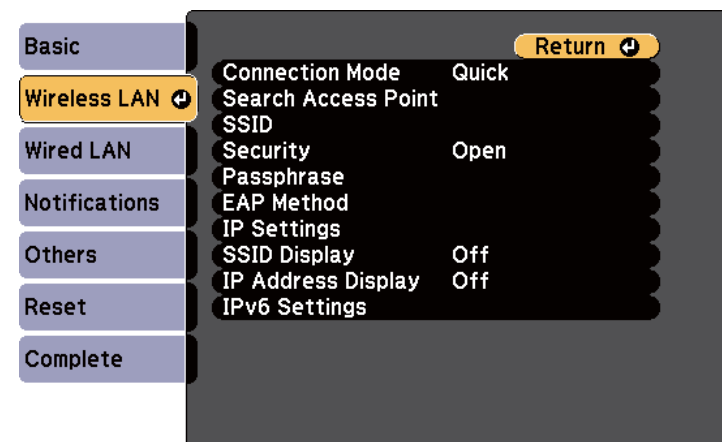 Basic
Wireless LAN
Wired LAN
Notifications
Others
Reset
Complete
Return
Connection Mode Quick
Search Access Point
SSID
Security Open
Passphrase
EAP Method
IP Settings
SSID Display Off
IP Address Display Off
IPv6 Settings